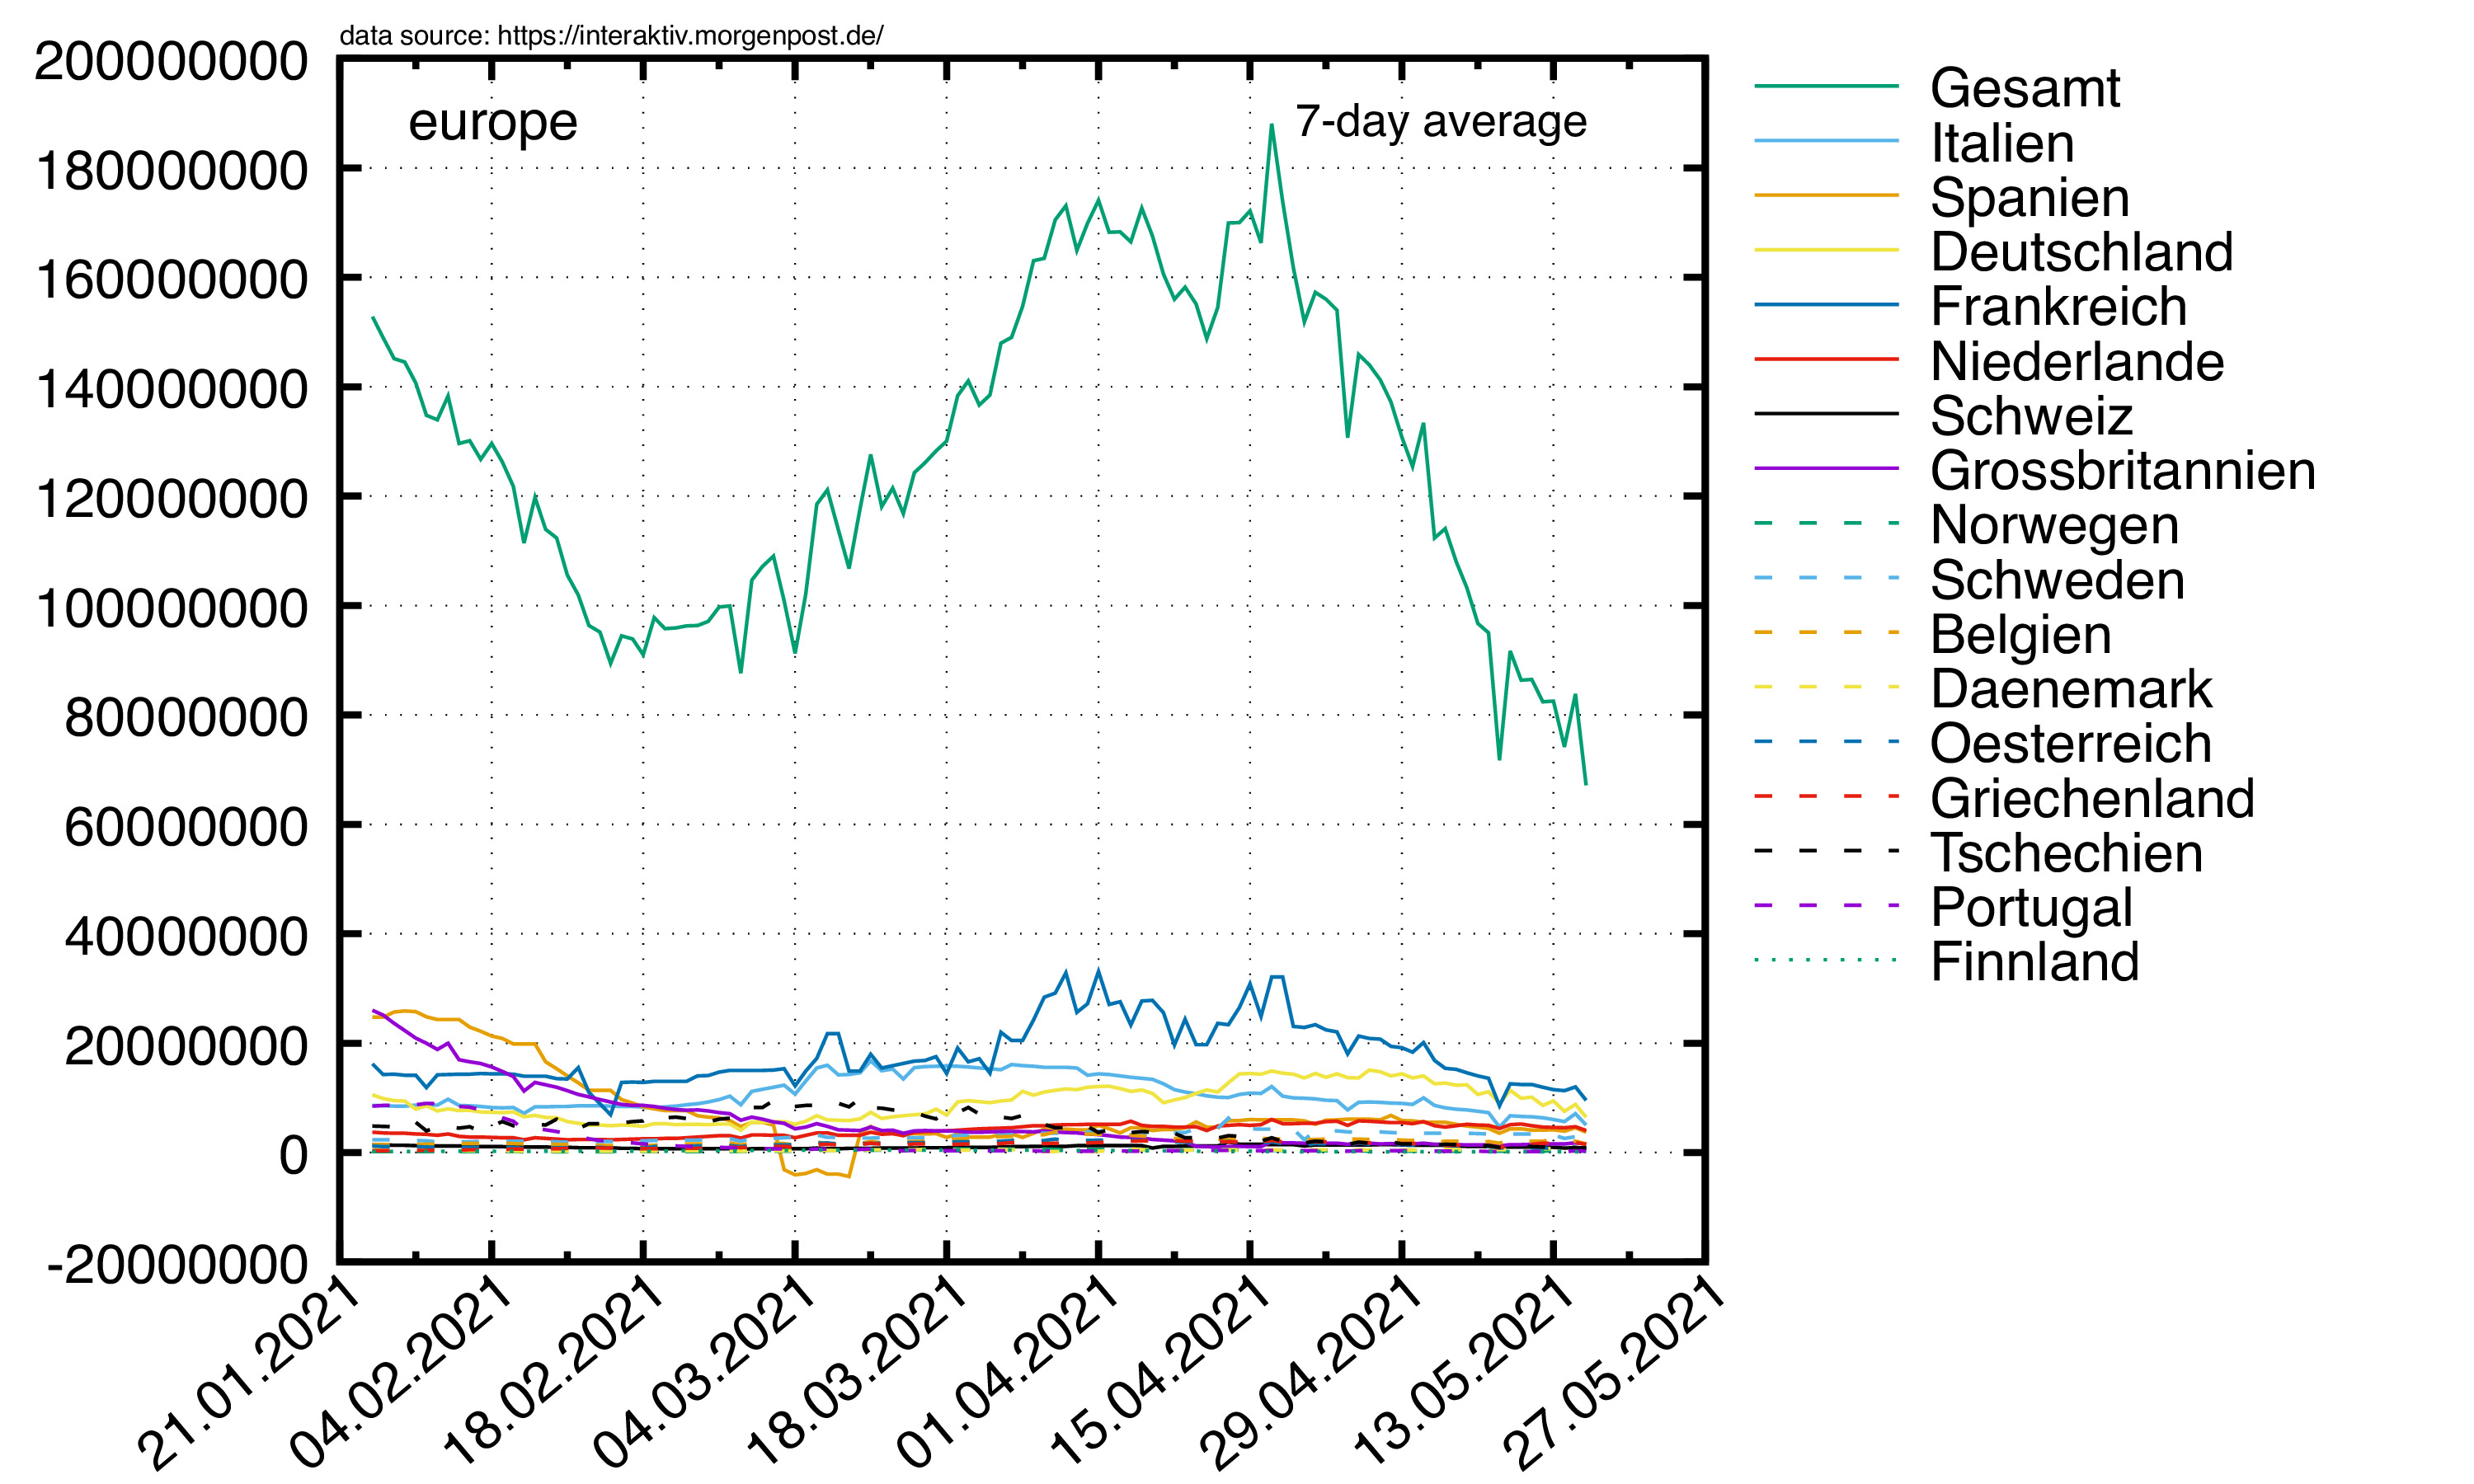 data source: https://interaktiv.morgenpost.de/
europe
7-day average
200000000
180000000
160000000
140000000
120000000
100000000
80000000
60000000
40000000
20000000
0
-20000000
21.01.2021
04.02.2021
18.02.2021
04.03.2021
18.03.2021
01.04.2021
15.04.2021
29.04.2021
13.05.2021
27.05.2021
Gesamt
Italien
Spanien
Deutschland
Frankreich
Niederlande
Schweiz
Grossbritannien
Norwegen
Schweden
Belgien
Daenemark
Oesterreich
Griechenland
Tschechien
Portugal
Finnland